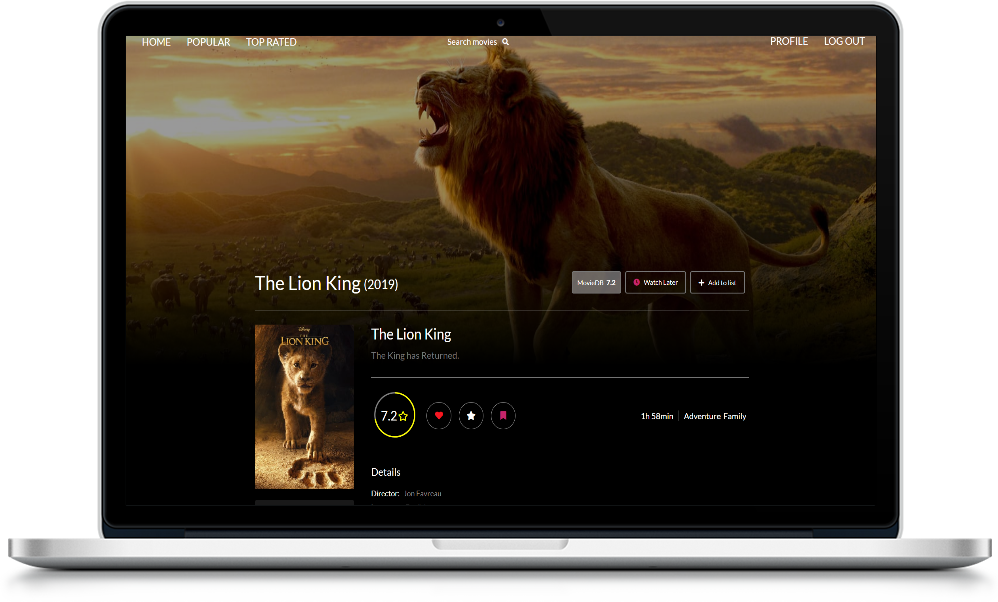 HOME POPULAR TOP RATED Search movies PROFILE LOG OUT
The Lion King (2019)
MovieDB 7.2 Watch Later Add to list
Disney
THE
LION KING
The Lion King
The King has Returned.
7.2
1h 58min Adventure Family
Details
Director: Jon Favreau